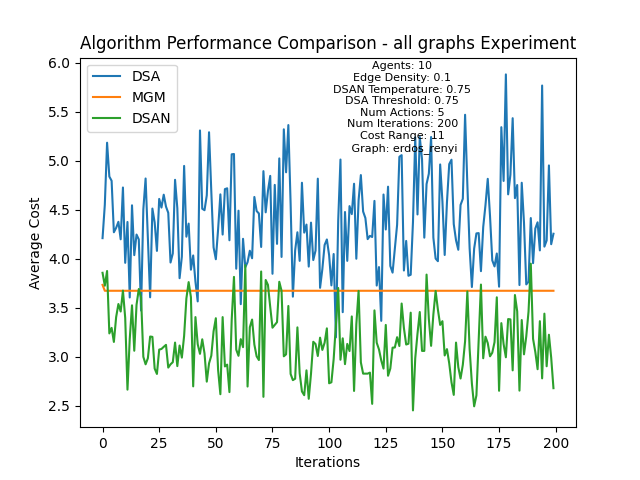 Algorithm Performance Comparison - all graphs Experiment
DSA
MGM
DSAN
Agents: 10
Edge Density: 0.1
DSAN Temperature: 0.75
DSA Threshold: 0.75
Num Actions: 5
Num Iterations: 200
Cost Range: 11
Graph: erdos_renyi
Average Cost
6.0
5.5
5.0
4.5
4.0
3.5
3.0
2.5
0 25 50 75 100 125 150 175 200
Iterations